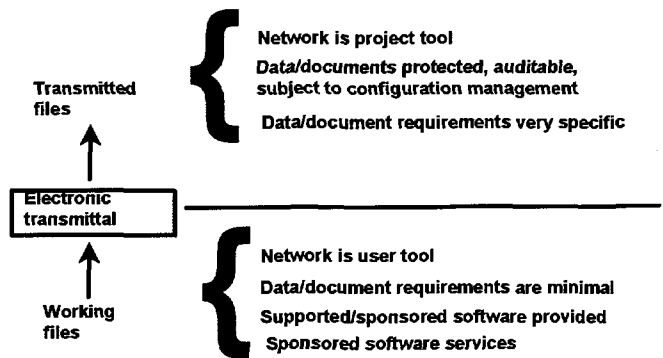 Network is project tool
Data/documents protected, auditable,
subject to configuration management
Data/document requirements very specific
Transmitted
files
Electronic
transmittal
Network is user tool
Data/document requirements are minimal
Supported/sponsored software provided
Sponsored software services
Working
files